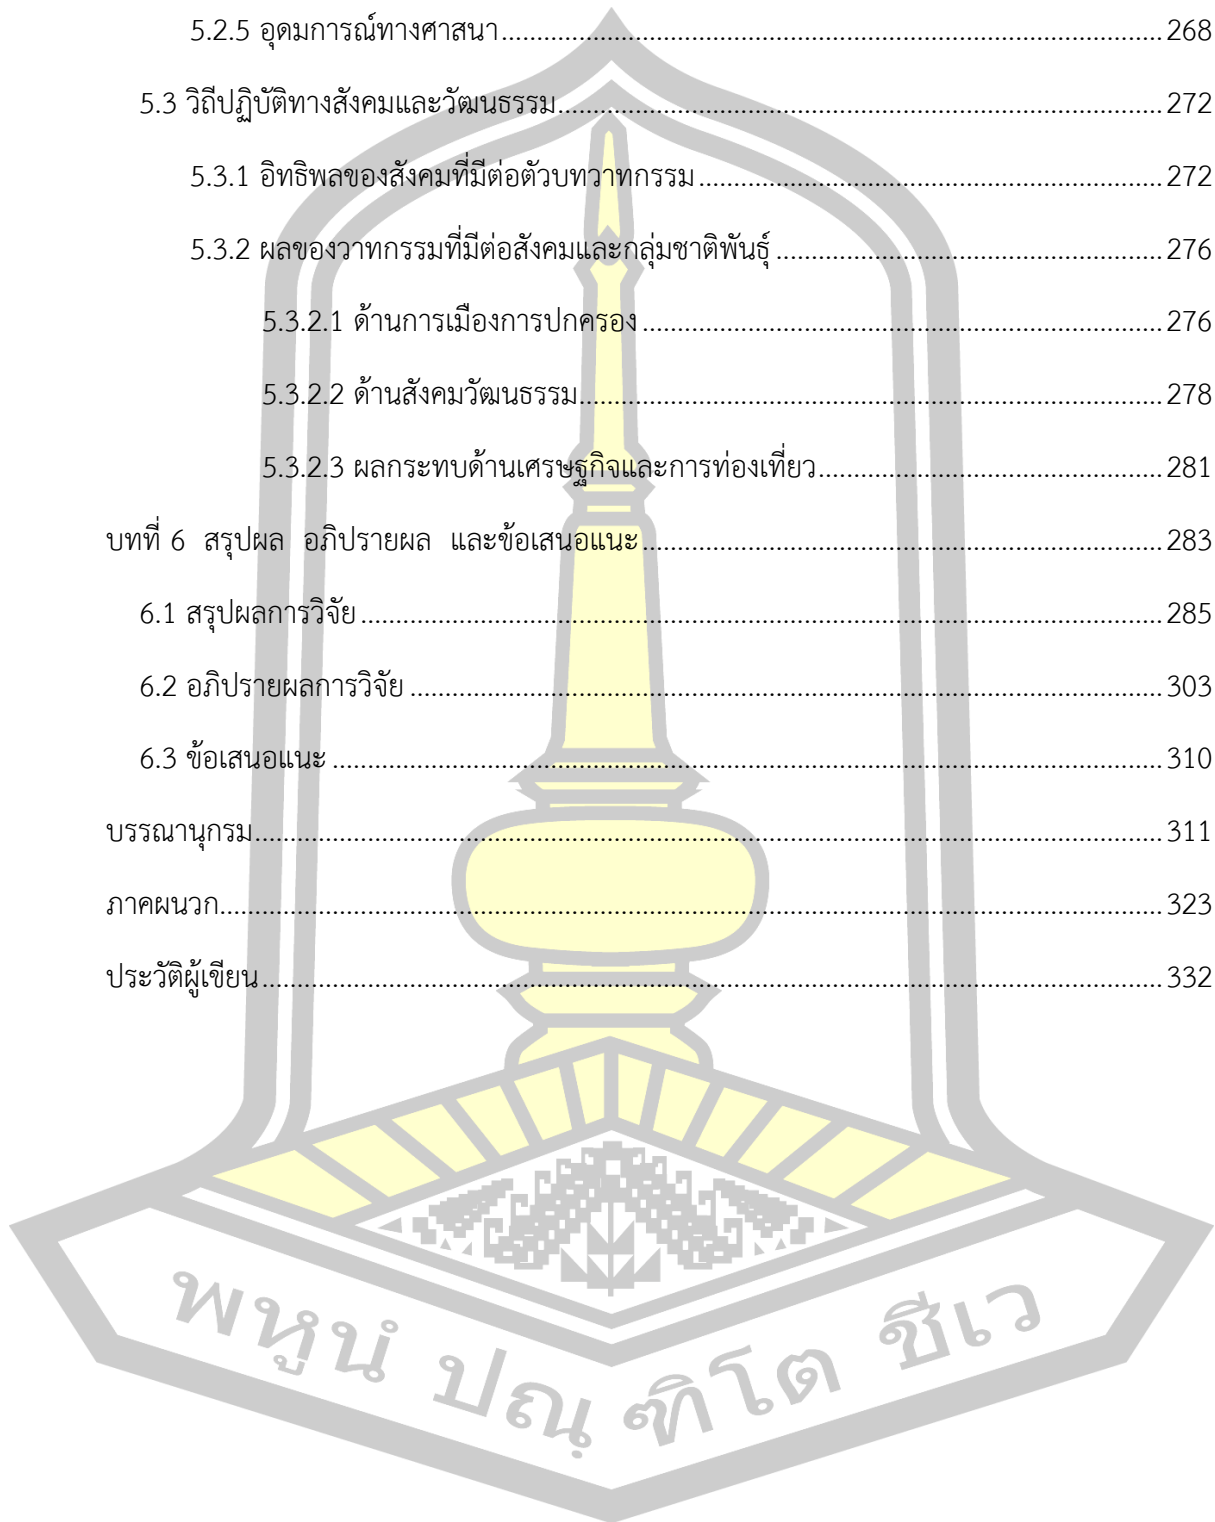 5.2.5 อุดมการณ์ทางศาสนา.................................................................268
5.3 วิถีปฏิบัติทางสังคมและวัฒนธรรม.................................................................272
5.3.1 อิทธิพลของสังคมที่มีต่อตัวบทวาทกรรม.................................................................272
5.3.2 ผลของวาทกรรมที่มีต่อสังคมและกลุ่มชาติพันธุ์.................................................................276
5.3.2.1 ด้านการเมืองการปกครอง.................................................................276
5.3.2.2 ด้านสังคมวัฒนธรรม.................................................................278
5.3.2.3 ผลกระทบด้านเศรษฐกิจและการท่องเที่ยว.................................................................281
บทที่ 6 สรุปผล อภิปรายผล และข้อเสนอแนะ.................................................................283
6.1 สรุปผลการวิจัย.................................................................285
6.2 อภิปรายผลการวิจัย.................................................................303
6.3 ข้อเสนอแนะ.................................................................310
บรรณานุกรม.................................................................311
ภาคผนวก.................................................................323
ประวัติผู้เขียน.................................................................332
พหูนํ ปณฺฑิโต ชีเว